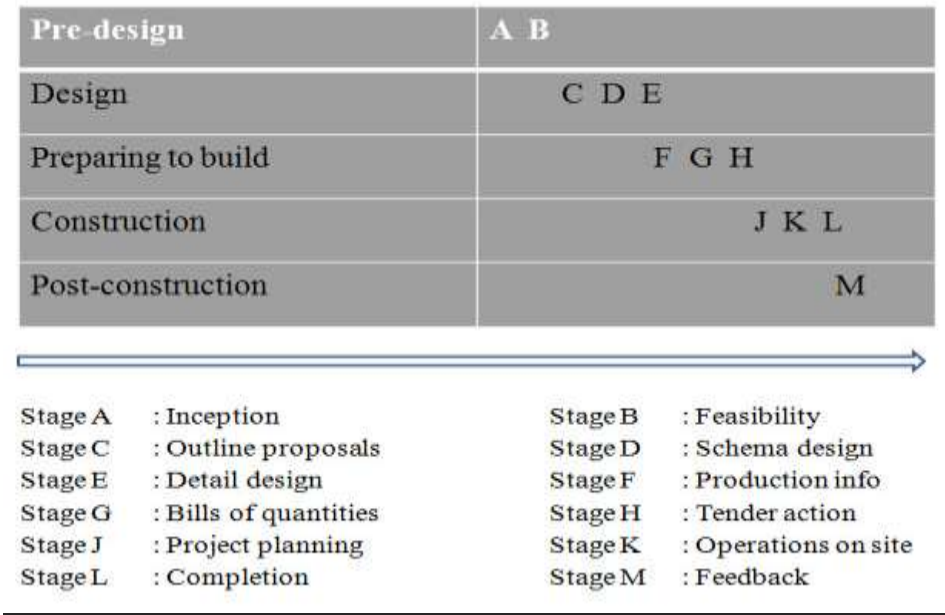 Pre-design A B
Design C D E
Preparing to build F G H
Construction J K L
Post-construction M
Stage A : Inception Stage B : Feasibility
Stage C : Outline proposals Stage D : Schema design
Stage E : Detail design Stage F : Production info
Stage G : Bills of quantities Stage H : Tender action
Stage J : Project planning Stage K : Operations on site
Stage L : Completion Stage M : Feedback